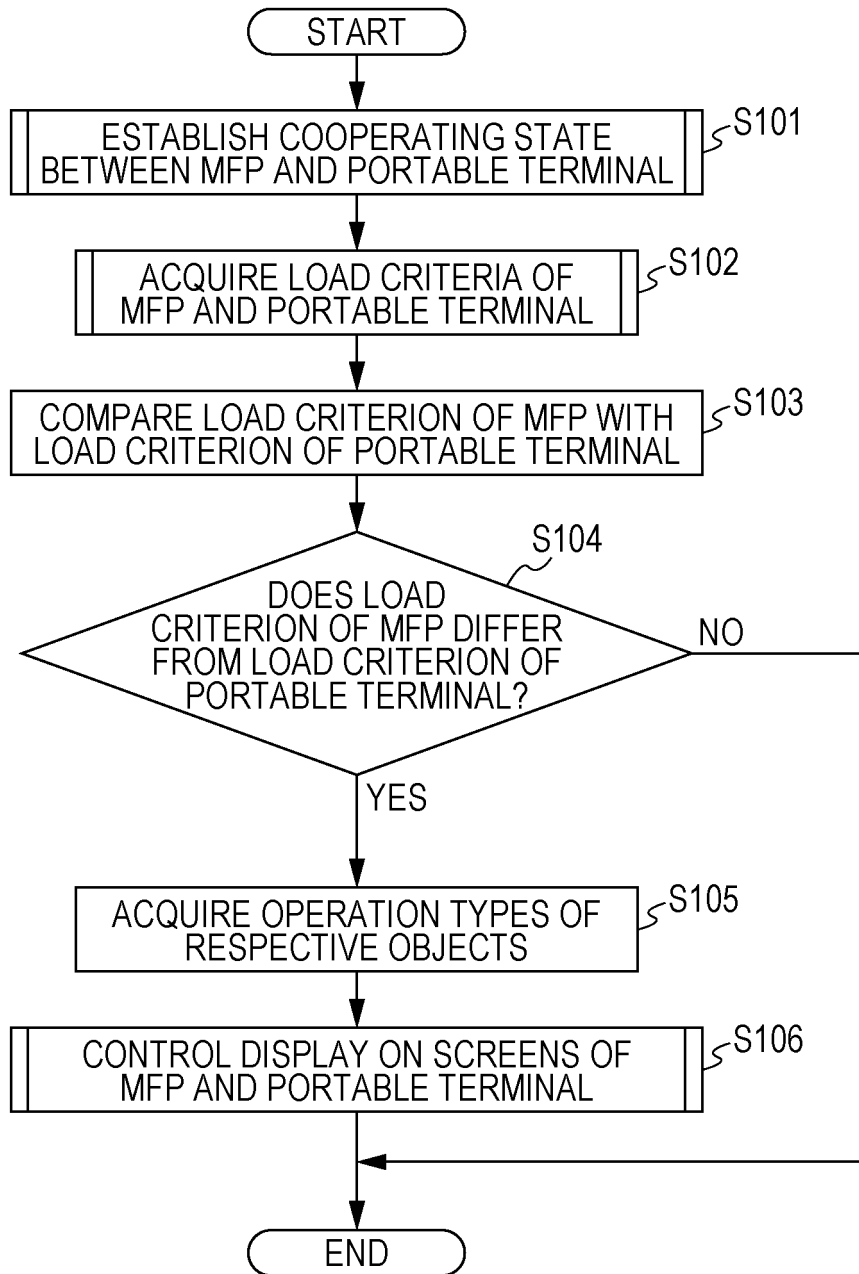 START
ESTABLISH COOPERATING STATE
BETWEEN MFP AND PORTABLE TERMINAL
S101
ACQUIRE LOAD CRITERIA OF
MFP AND PORTABLE TERMINAL
S102
COMPARE LOAD CRITERION OF MFP WITH
LOAD CRITERION OF PORTABLE TERMINAL
S103
S104
DOES LOAD
CRITERION OF MFP DIFFER
FROM LOAD CRITERION OF
PORTABLE TERMINAL?
NO
YES
ACQUIRE OPERATION TYPES OF
RESPECTIVE OBJECTS
S105
CONTROL DISPLAY ON SCREENS OF
MFP AND PORTABLE TERMINAL
S106
END